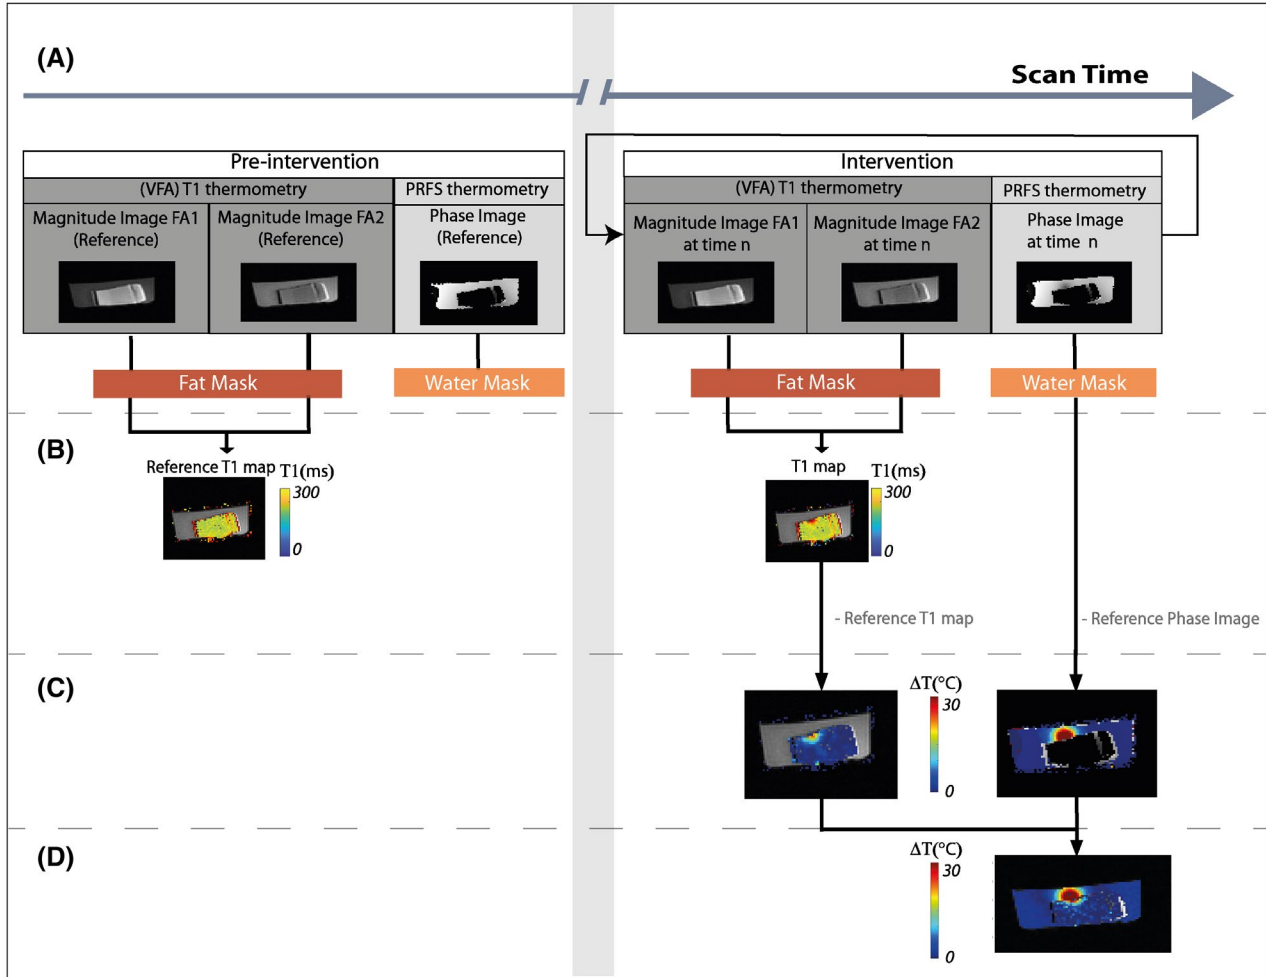 (A)
Scan Time
Pre-intervention
(VFA) T1 thermometry
PRFS thermometry
Magnitude Image FA1
(Reference)
Magnitude Image FA2
(Reference)
Phase Image
(Reference)
Intervention
(VFA) T1 thermometry
PRFS thermometry
Magnitude Image FA1
at time n
Magnitude Image FA2
at time n
Phase Image
at time n
Fat Mask
Water Mask
Fat Mask
Water Mask
(B)
Reference T1 map
T1(ms)
300
0
T1 map
T1(ms)
300
0
- Reference T1 map
- Reference Phase Image
(C)
ΔT(°C)
30
0
(D)
ΔT(°C)
30
0